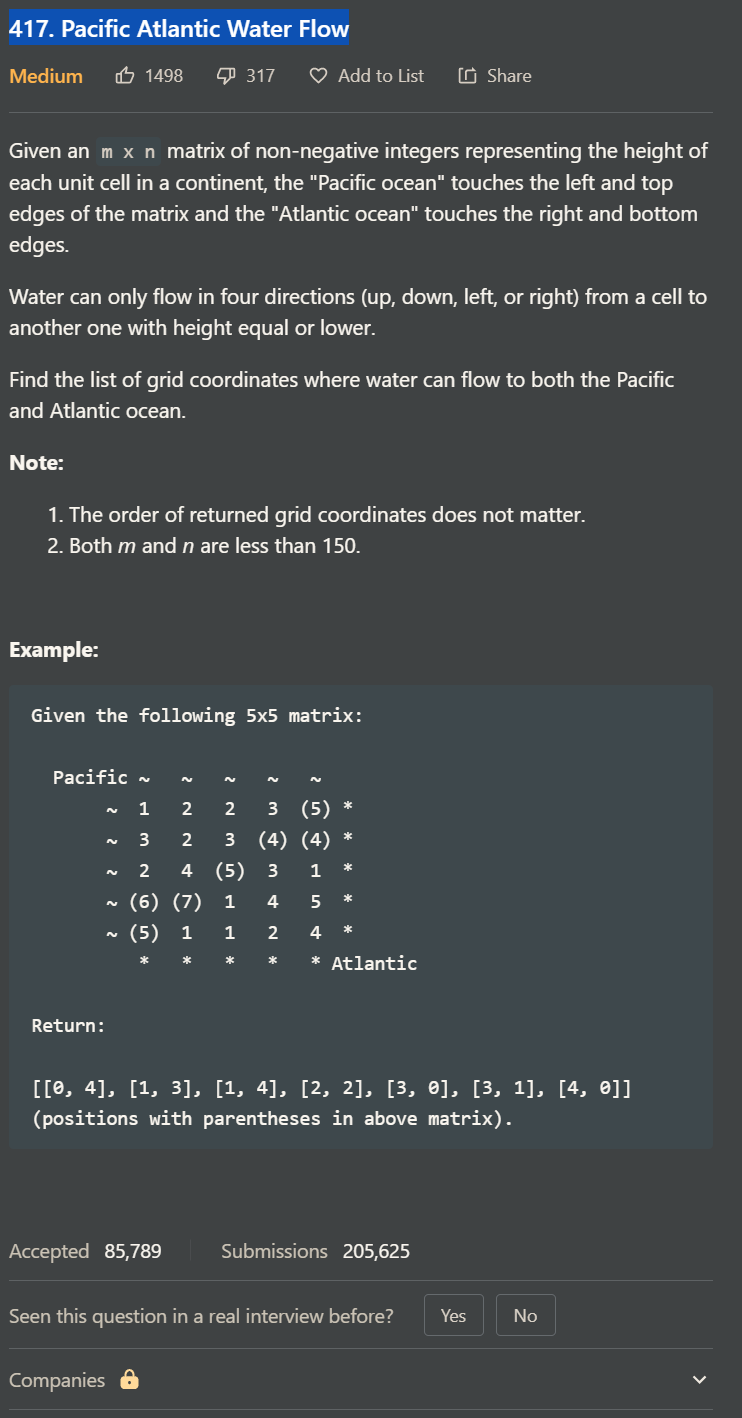 417. Pacific Atlantic Water Flow
Medium 1498 317 Add to List Share
Given an m x n matrix of non-negative integers representing the height of
each unit cell in a continent, the "Pacific ocean" touches the left and top
edges of the matrix and the "Atlantic ocean" touches the right and bottom
edges.
Water can only flow in four directions (up, down, left, or right) from a cell to
another one with height equal or lower.
Find the list of grid coordinates where water can flow to both the Pacific
and Atlantic ocean.
Note:
1. The order of returned grid coordinates does not matter.
2. Both m and n are less than 150.
Example:
Given the following 5x5 matrix:
Pacific ~ ~ ~ ~ ~
~ 1 2 2 3 (5) *
~ 3 2 3 (4) (4) *
~ 2 4 (5) 3 1 *
~ (6) (7) 1 4 5 *
~ (5) 1 1 2 4 *
* * * * * Atlantic
Return:
[[0, 4], [1, 3], [1, 4], [2, 2], [3, 0], [3, 1], [4, 0]]
(positions with parentheses in above matrix).
Accepted 85,789 Submissions 205,625
Seen this question in a real interview before? Yes No
Companies